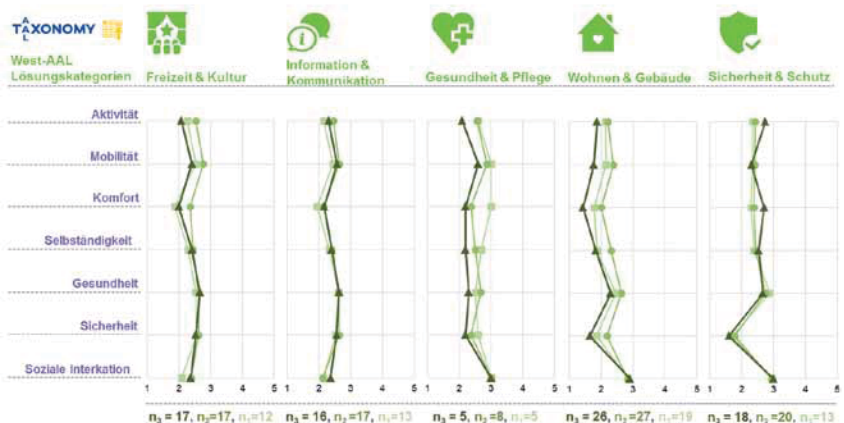 TAXONOMY
AAL
West-AAL
Lösungskategorien
Freizeit & Kultur
Information &
Kommunikation
Gesundheit & Pflege
Wohnen & Gebäude
Sicherheit & Schutz
Aktivität
Mobilität
Komfort
Selbständigkeit
Gesundheit
Sicherheit
Soziale Interkation
1 2 3 4 5 1 2 3 4 5 1 2 3 4 5 1 2 3 4 5 1 2 3 4 5
n₃ = 17, n₂=17, n₁=12 n₃ = 16, n₂ = 17, n₁=13 n₃ = 5, n₂ =8, n₁=5 n₃ = 26, n₂ = 27, n₁=19 n₃ = 18, n₂ =20, n₁=13